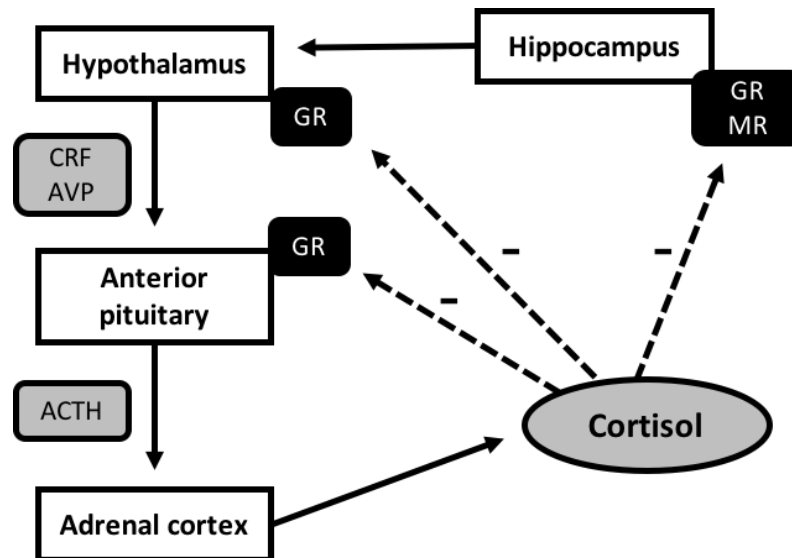 Hypothalamus
Hippocampus
GR
GR
MR
CRF
AVP
GR
Anterior
pituitary
-
-
-
ACTH
Cortisol
Adrenal cortex